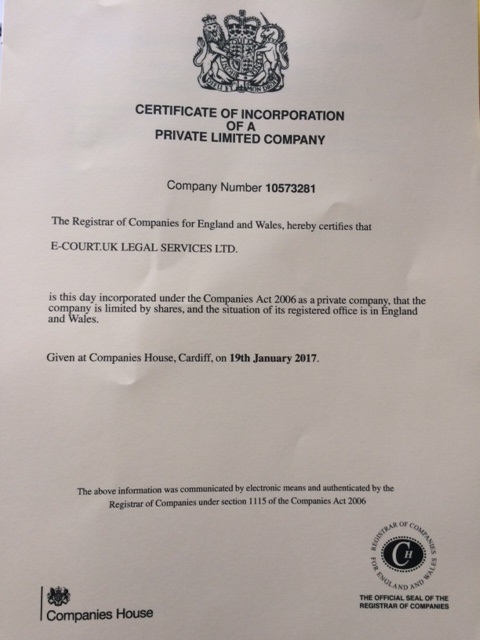 CERTIFICATE OF INCORPORATION
OF A
PRIVATE LIMITED COMPANY
Company Number 10573281
The Registrar of Companies for England and Wales, hereby certifies that
E-COURT.UK LEGAL SERVICES LTD.
is this day incorporated under the Companies Act 2006 as a private company, that the
company is limited by shares, and the situation of its registered office is in England
and Wales.
Given at Companies House, Cardiff, on 19th January 2017.
The above information was communicated by electronic means and authenticated by the
Registrar of Companies under section 1115 of the Companies Act 2006
REGISTRAR OF COMPANIES
FOR ENGLAND AND WALES
CH
THE OFFICIAL SEAL OF THE
REGISTRAR OF COMPANIES
Companies House